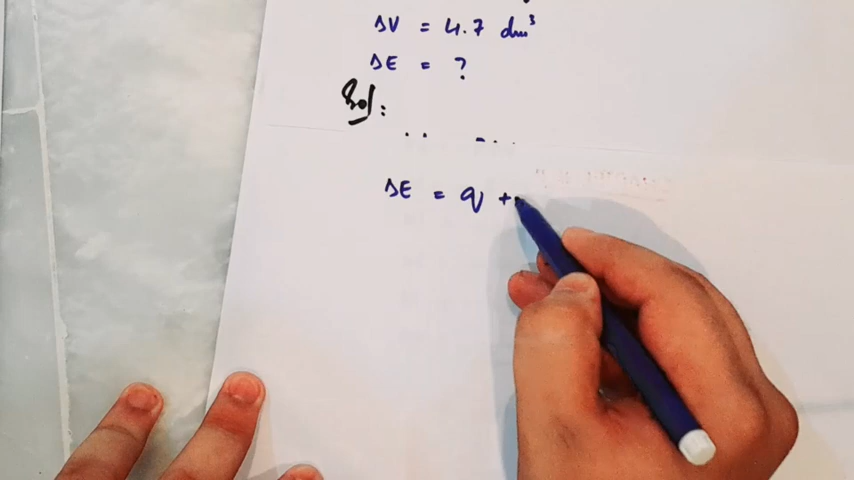 ΔV = 4.7 dm³
ΔE = ?
Sol:
ΔE = q +